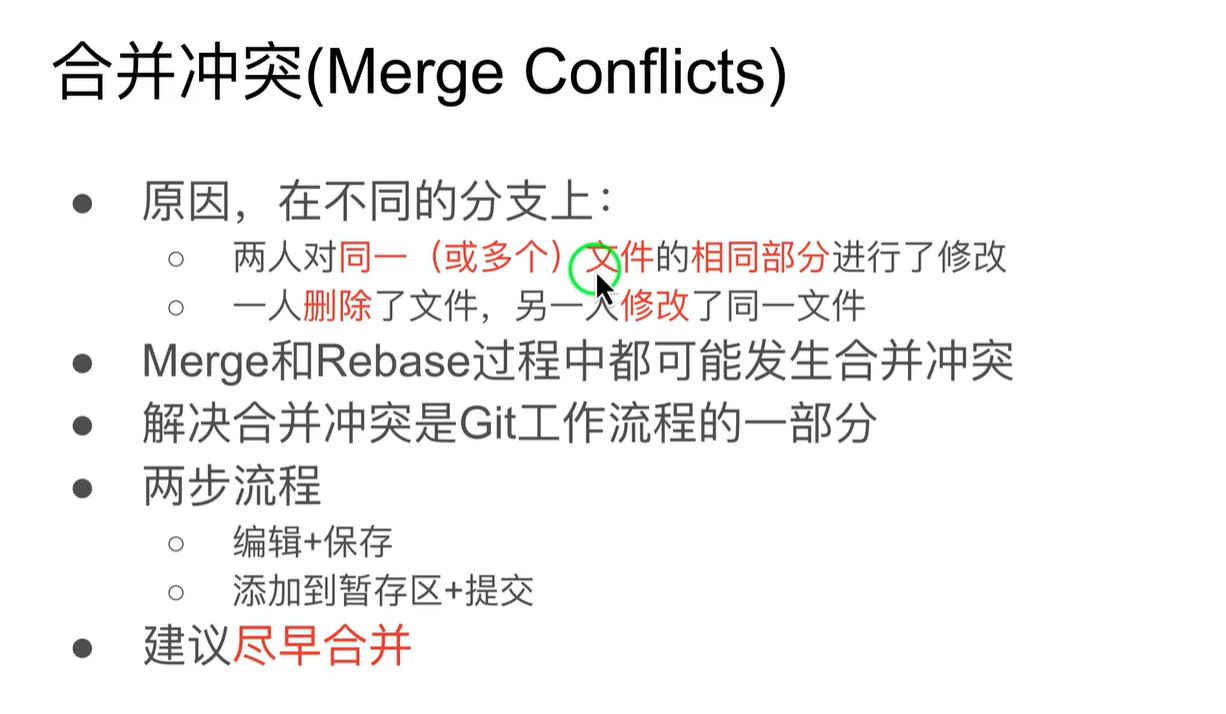 合并冲突(Merge Conflicts)
● 原因，在不同的分支上：
○ 两人对同一（或多个）文件的相同部分进行了修改
○ 一人删除了文件，另一人修改了同一文件
● Merge和Rebase过程中都可能发生合并冲突
● 解决合并冲突是Git工作流程的一部分
● 两步流程
○ 编辑+保存
○ 添加到暂存区+提交
● 建议尽早合并